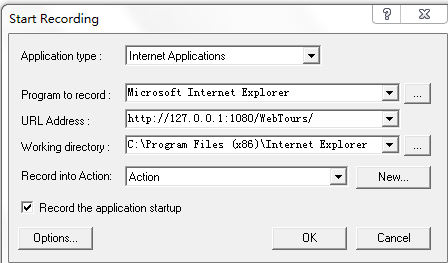 Start Recording
Application type : Internet Applications
Program to record : Microsoft Internet Explorer ...
URL Address : http://127.0.0.1:1080/WebTours/
Working directory : C:\Program Files (x86)\Internet Explorer ...
Record into Action: Action New...
Record the application startup
Options... OK Cancel